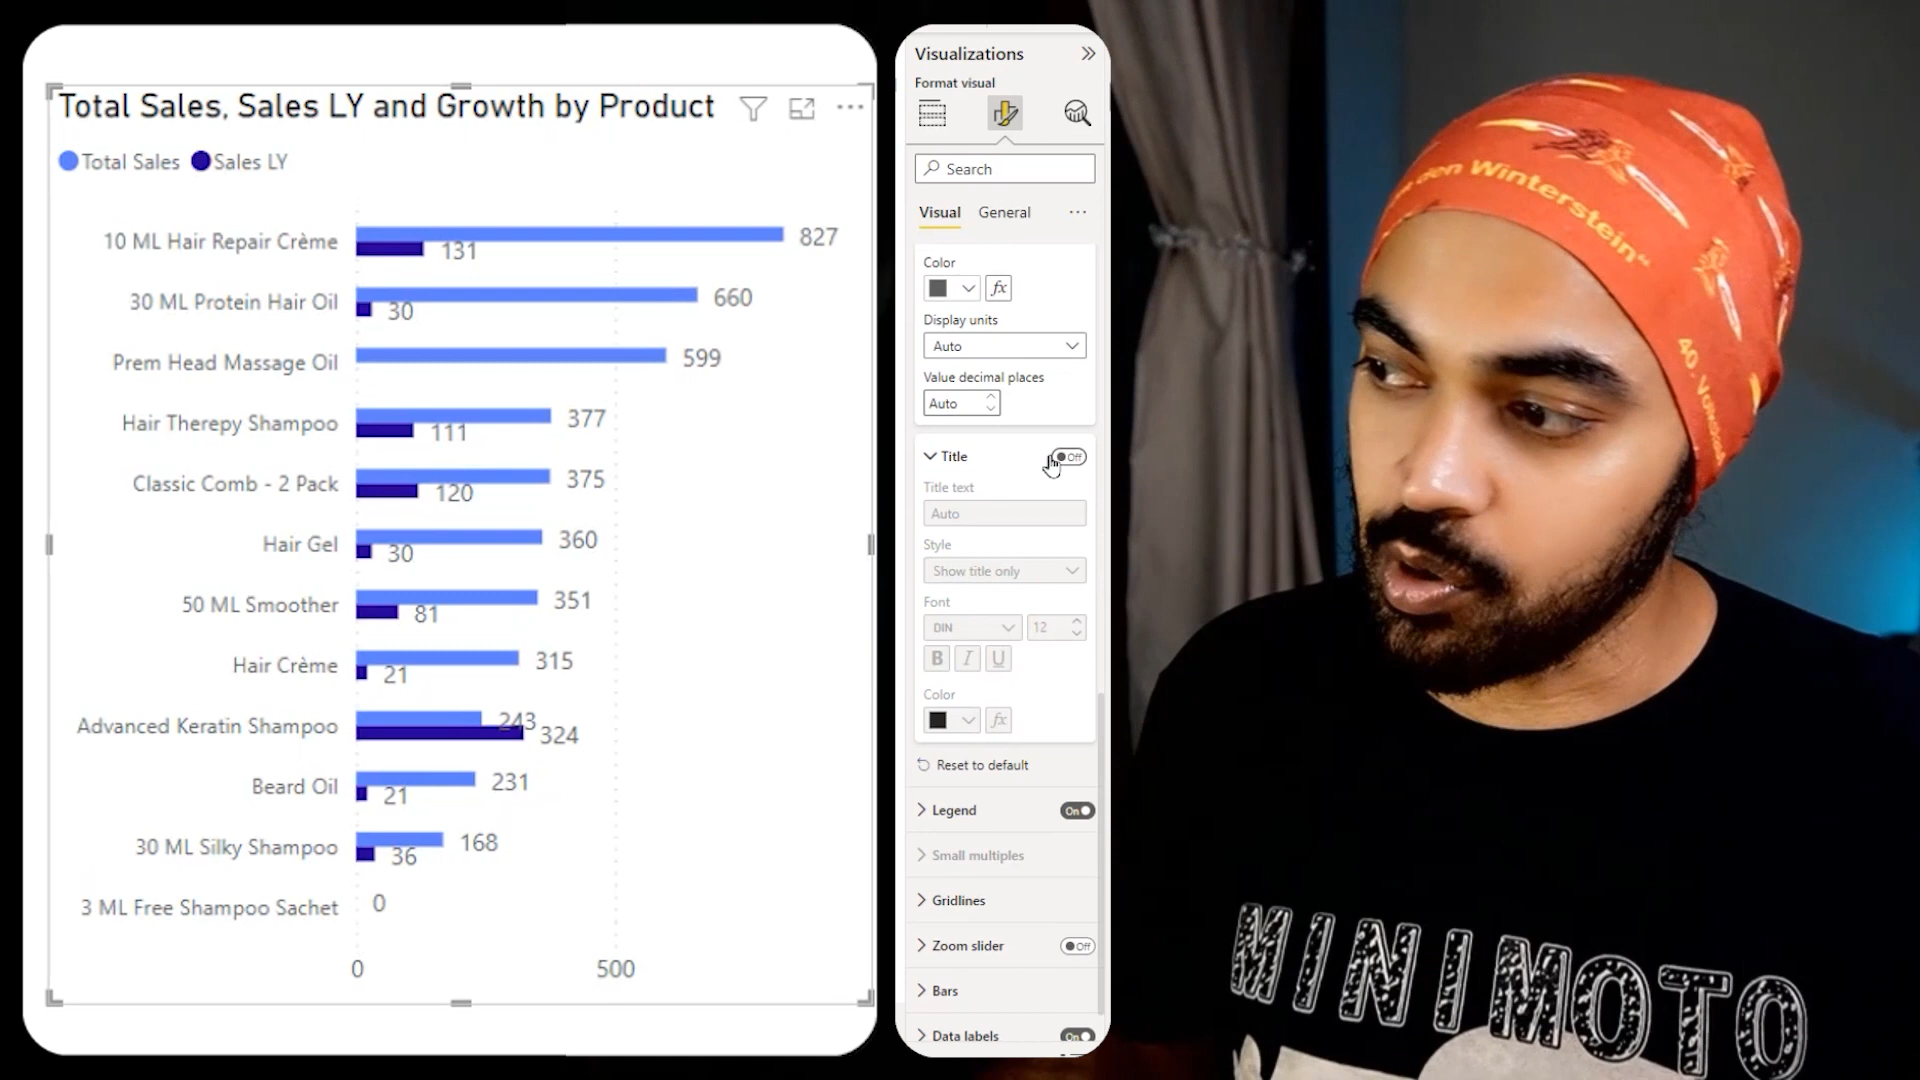 Total Sales, Sales LY and Growth by Product
Total Sales Sales LY
10 ML Hair Repair Crème 827
131
30 ML Protein Hair Oil 660
30
Prem Head Massage Oil 599
Hair Therepy Shampoo 377
111
Classic Comb - 2 Pack 375
120
Hair Gel 360
30
50 ML Smoother 351
81
Hair Crème 315
21
Advanced Keratin Shampoo 243
324
Beard Oil 231
21
30 ML Silky Shampoo 168
36
3 ML Free Shampoo Sachet 0
0 500
Visualizations
Format visual
Search
Visual General
Color
fx
Display units
Auto
Value decimal places
Auto
Title Off
Title text
Auto
Style
Show title only
Font
DIN 12
B I U
Color
fx
Reset to default
Legend On
Small multiples
Gridlines
Zoom slider Off
Bars
Data labels On
den Winterstein“
40.
MINIMOTO